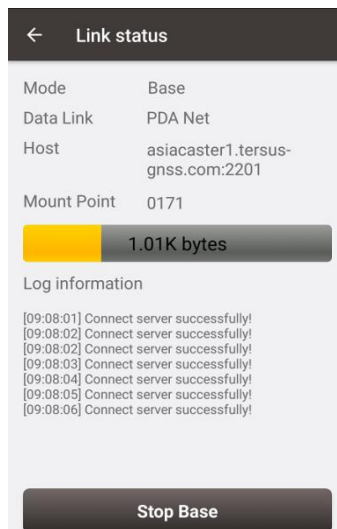 Link status
Mode Base
Data Link PDA Net
Host asiacaster1.tersus-
gnss.com:2201
Mount Point 0171
1.01K bytes
Log information
[09:08:01] Connect server successfully!
[09:08:02] Connect server successfully!
[09:08:02] Connect server successfully!
[09:08:03] Connect server successfully!
[09:08:04] Connect server successfully!
[09:08:05] Connect server successfully!
[09:08:06] Connect server successfully!
Stop Base